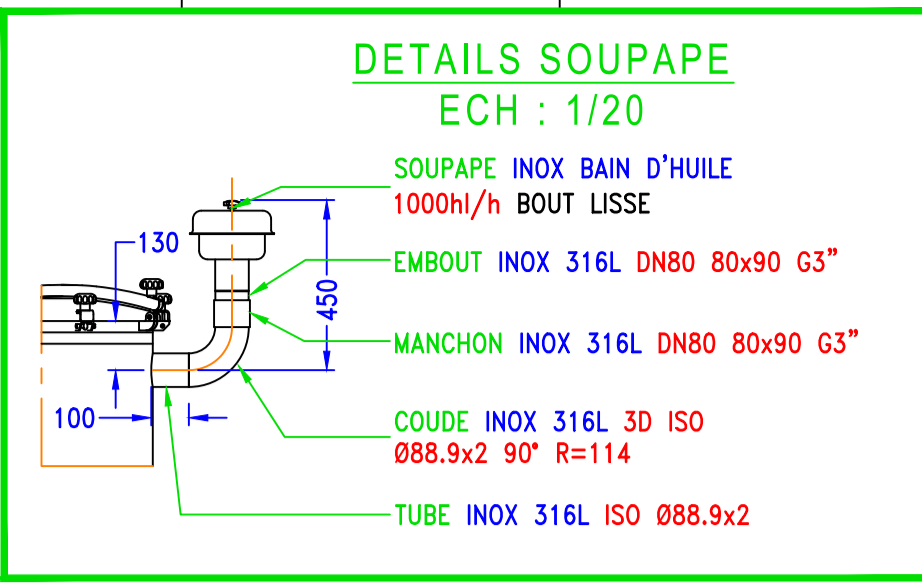 DETAILS SOUPAPE
ECH : 1/20
SOUPAPE INOX BAIN D'HUILE
1000hl/h BOUT LISSE
130
EMBOUT INOX 316L DN80 80x90 G3"
450
MANCHON INOX 316L DN80 80x90 G3"
100
COUDE INOX 316L 3D ISO
Ø88.9x2 90° R=114
TUBE INOX 316L ISO Ø88.9x2